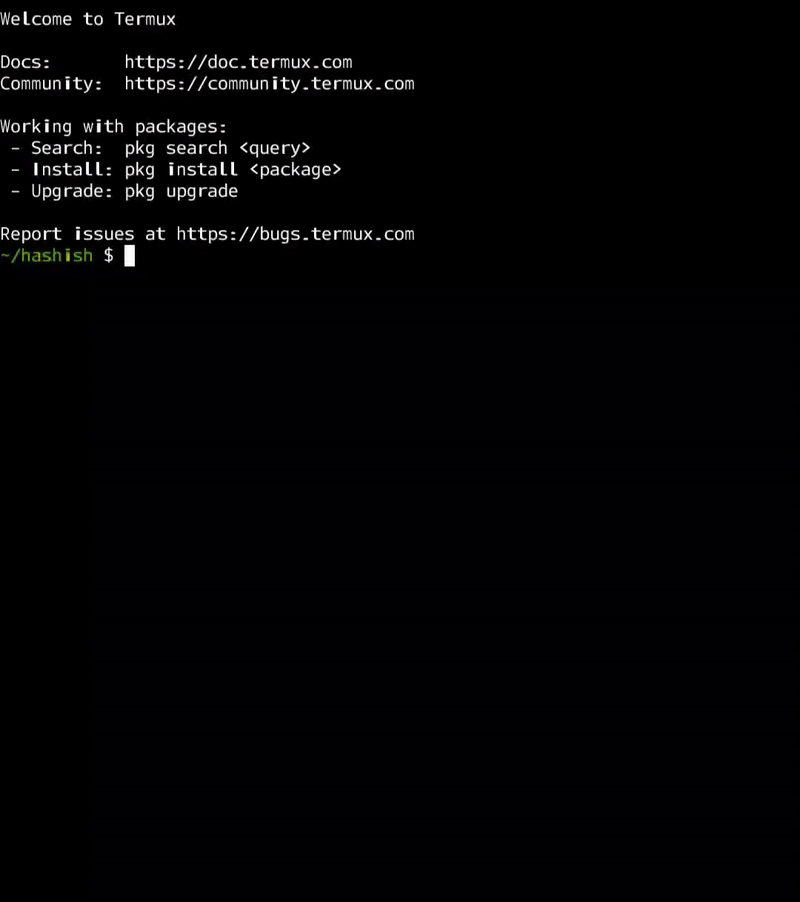 Welcome to Termux
Docs:       https://doc.termux.com
Community:  https://community.termux.com
Working with packages:
 - Search:  pkg search <query>
 - Install: pkg install <package>
 - Upgrade: pkg upgrade
Report issues at https://bugs.termux.com
~/hashish $